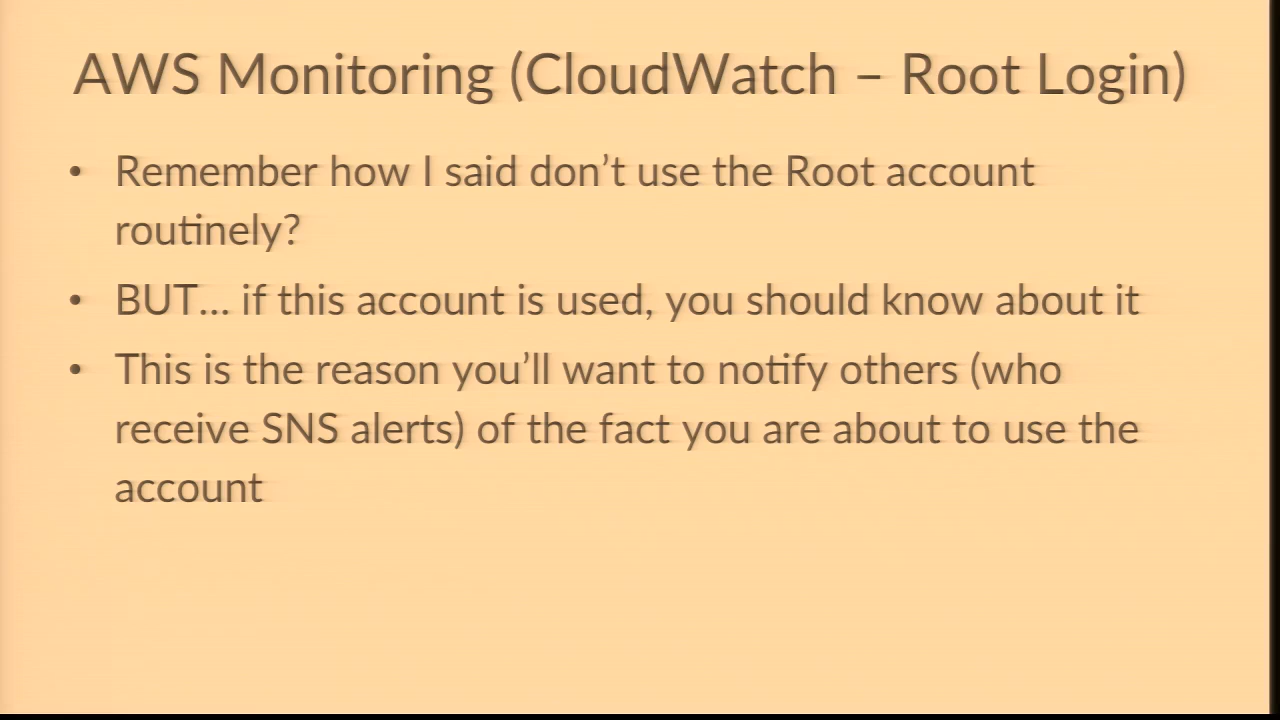 AWS Monitoring (CloudWatch – Root Login)
• Remember how I said don’t use the Root account
routinely?
• BUT… if this account is used, you should know about it
• This is the reason you’ll want to notify others (who
receive SNS alerts) of the fact you are about to use the
account